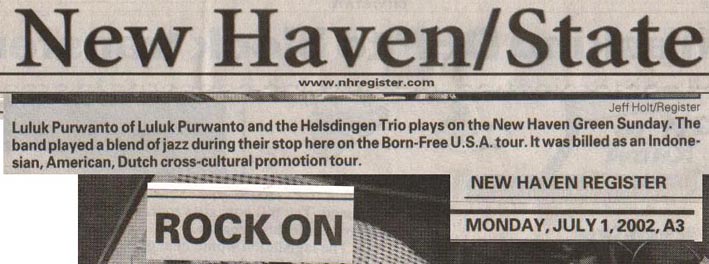 New Haven/State
www.nhregister.com
Jeff Holt/Register
Luluk Purwanto of Luluk Purwanto and the Helsdingen Trio plays on the New Haven Green Sunday. The
band played a blend of jazz during their stop here on the Born-Free U.S.A. tour. It was billed as an Indone-
sian, American, Dutch cross-cultural promotion tour.
NEW HAVEN REGISTER
ROCK ON
MONDAY, JULY 1, 2002, A3